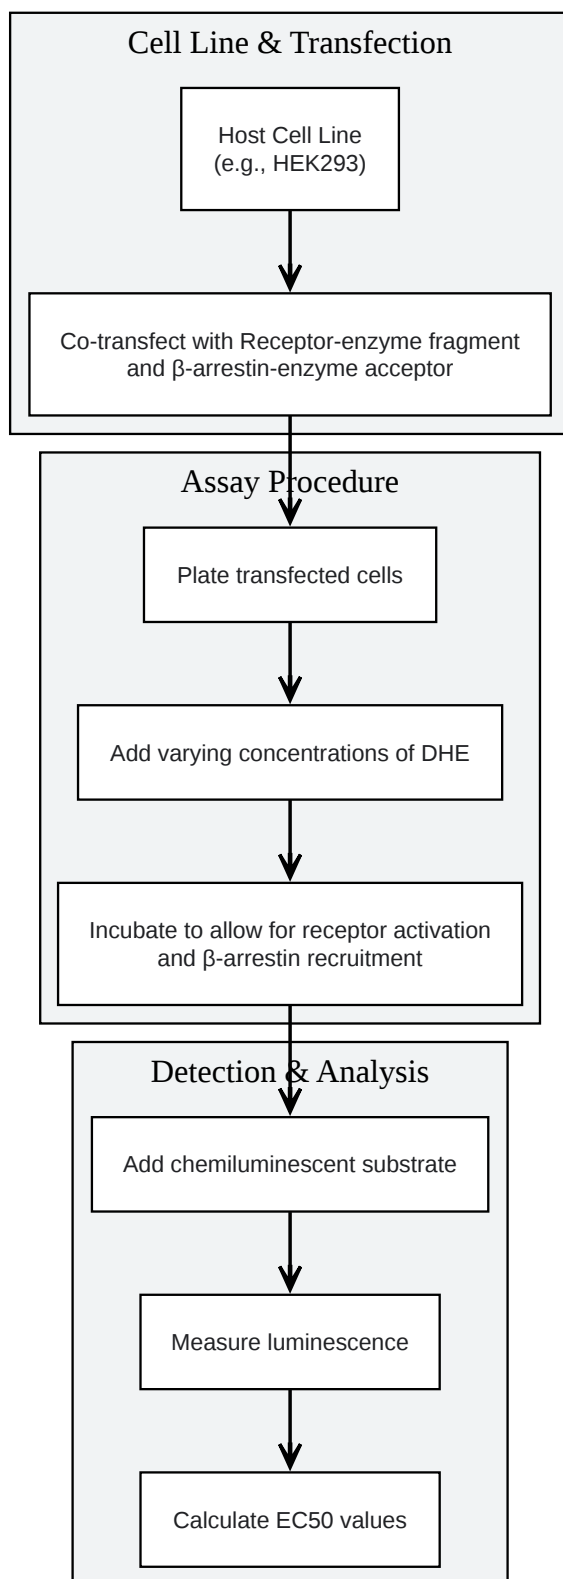 Cell Line & Transfection
Host Cell Line
(e.g., HEK293)
Co-transfect with Receptor-enzyme fragment
and β-arrestin-enzyme acceptor
Assay Procedure
Plate transfected cells
Add varying concentrations of DHE
Incubate to allow for receptor activation
and β-arrestin recruitment
Detection & Analysis
Add chemiluminescent substrate
Measure luminescence
Calculate EC50 values